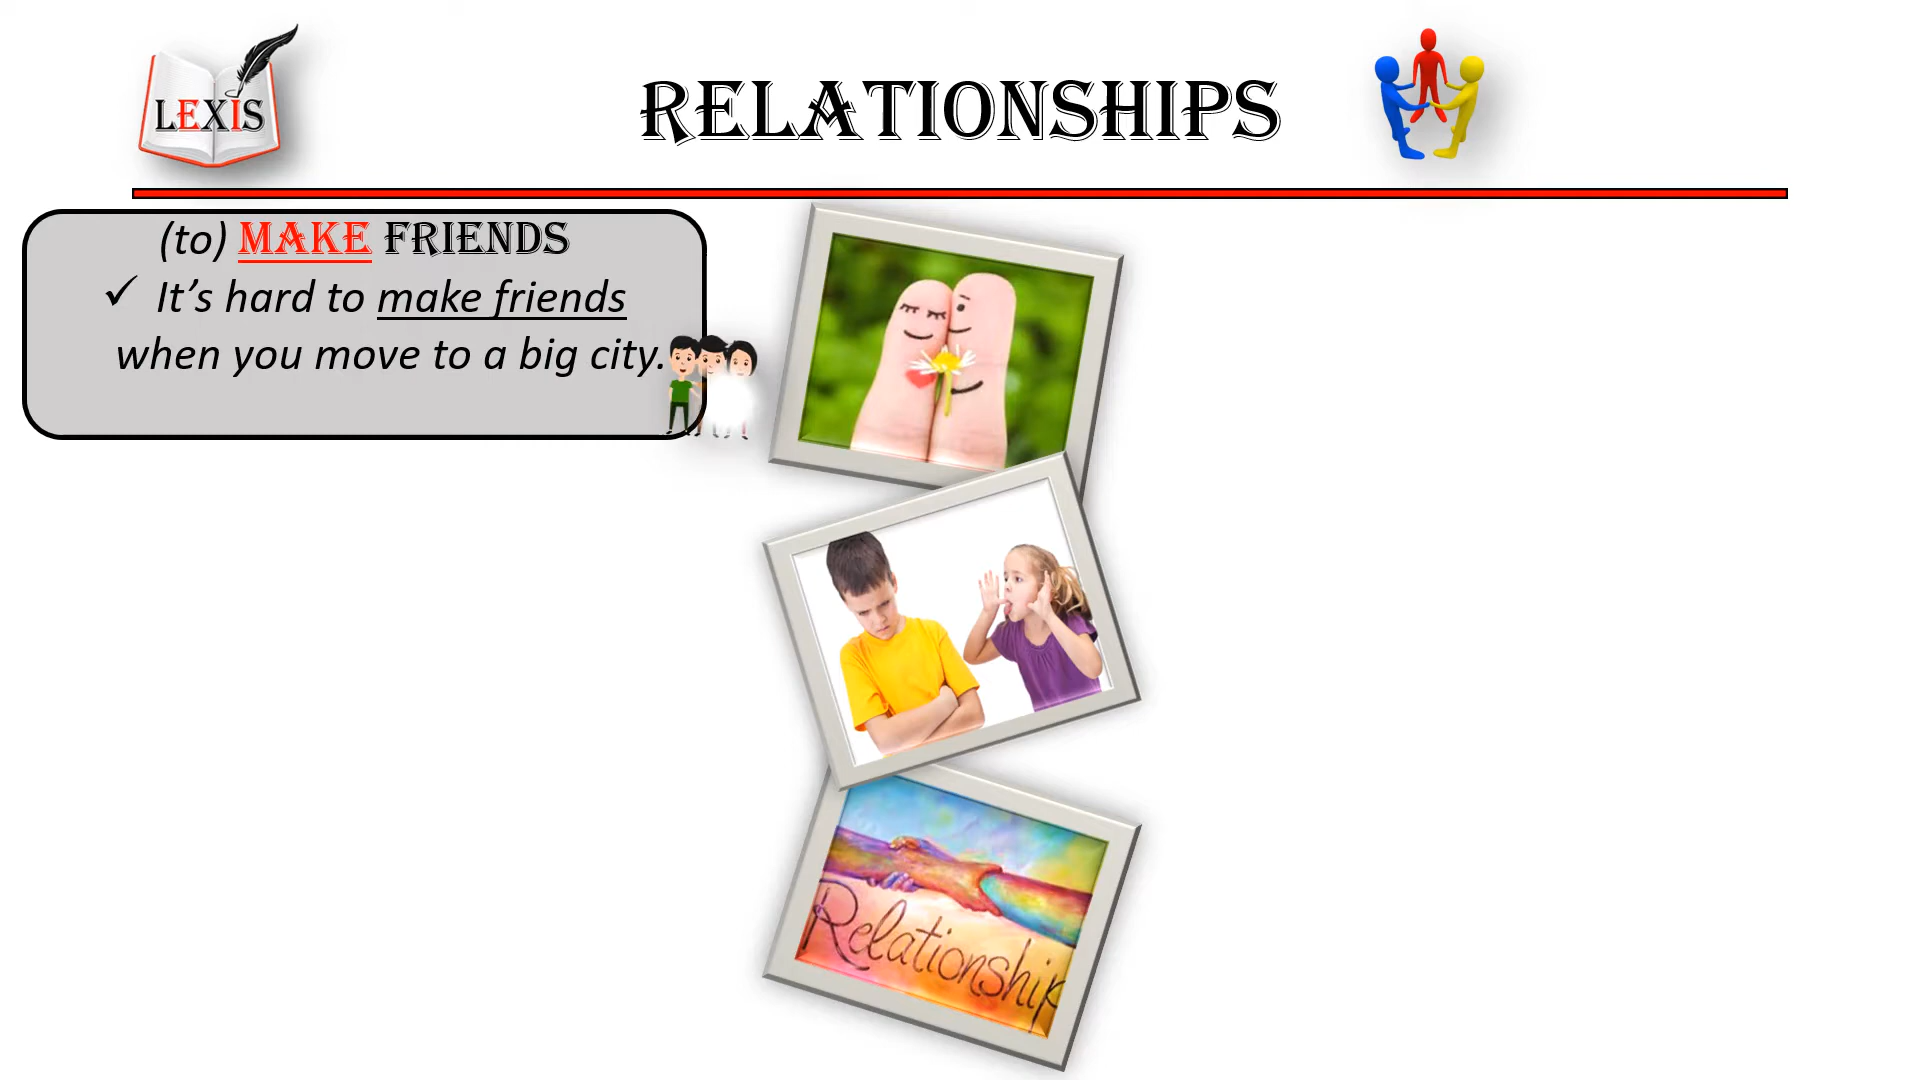 LEXIS
RELATIONSHIPS
(to) MAKE FRIENDS
✓ It’s hard to make friends
when you move to a big city.
Relationship